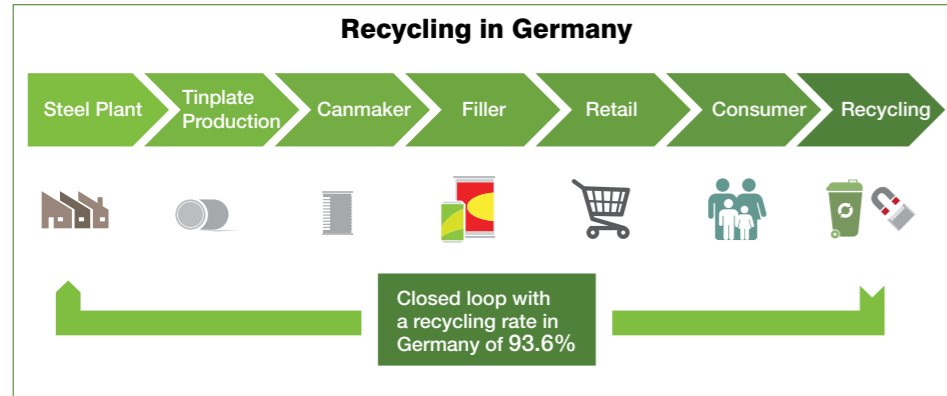 Recycling in Germany
Steel Plant
Tinplate
Production
Canmaker
Filler
Retail
Consumer
Recycling
Closed loop with
a recycling rate in
Germany of 93.6%